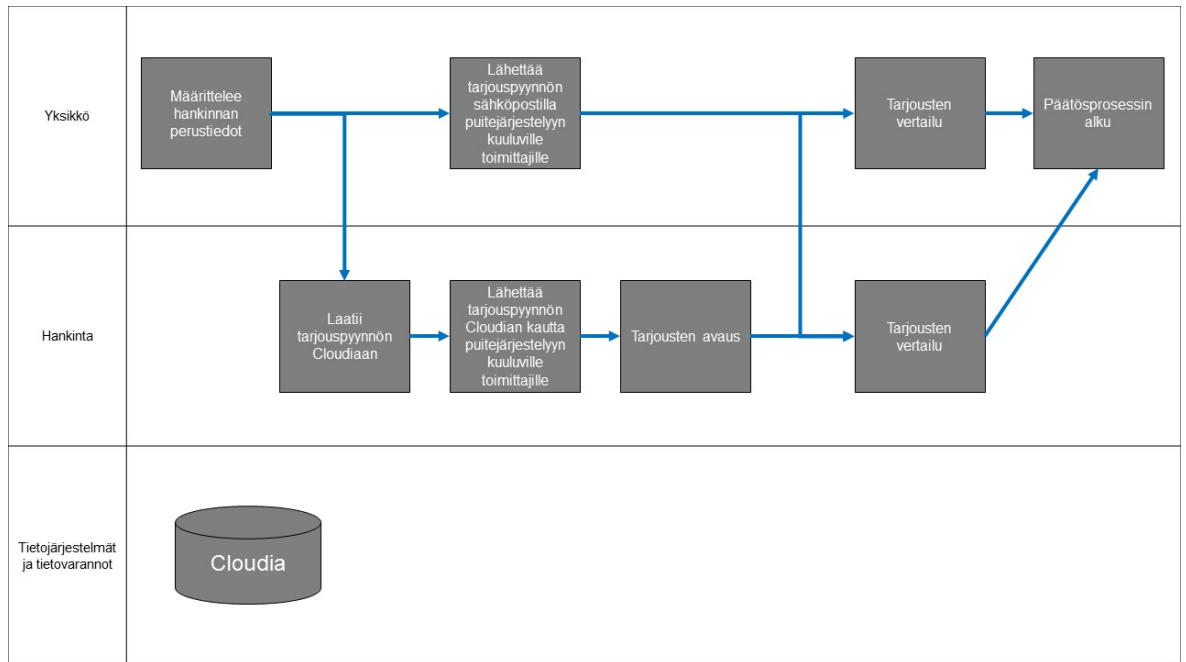 Yksikkö
Määrittelee
hankinnan
perustiedot
Lähettää
tarjouspyynnön
sähköpostilla
puitejärjestelyyn
kuuluville
toimittajille
Tarjousten
vertailu
Päätösprosessin
alku
Hankinta
Laatii
tarjouspyynnön
Cloudiaan
Lähettää
tarjouspyynnön
Cloudian kautta
puitejärjestelyyn
kuuluville
toimittajille
Tarjousten avaus
Tarjousten
vertailu
Tietojärjestelmät
ja tietovarannot
Cloudia